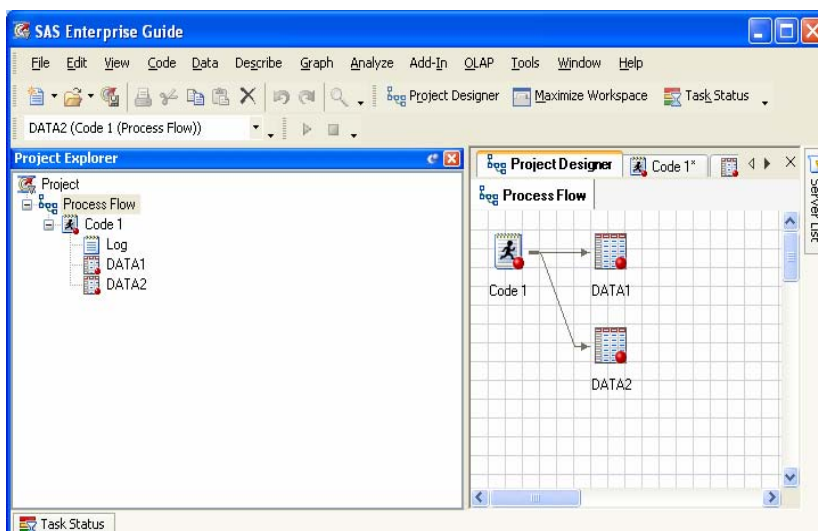 SAS Enterprise Guide
File Edit View Code Data Describe Graph Analyze Add-In OLAP Tools Window Help
Project Designer Maximize Workspace Task Status
DATA2 (Code 1 (Process Flow))
Project Explorer
Project
Process Flow
Code 1
Log
DATA1
DATA2
Project Designer Code 1*
Process Flow
Code 1 DATA1
DATA2
Server List
Task Status